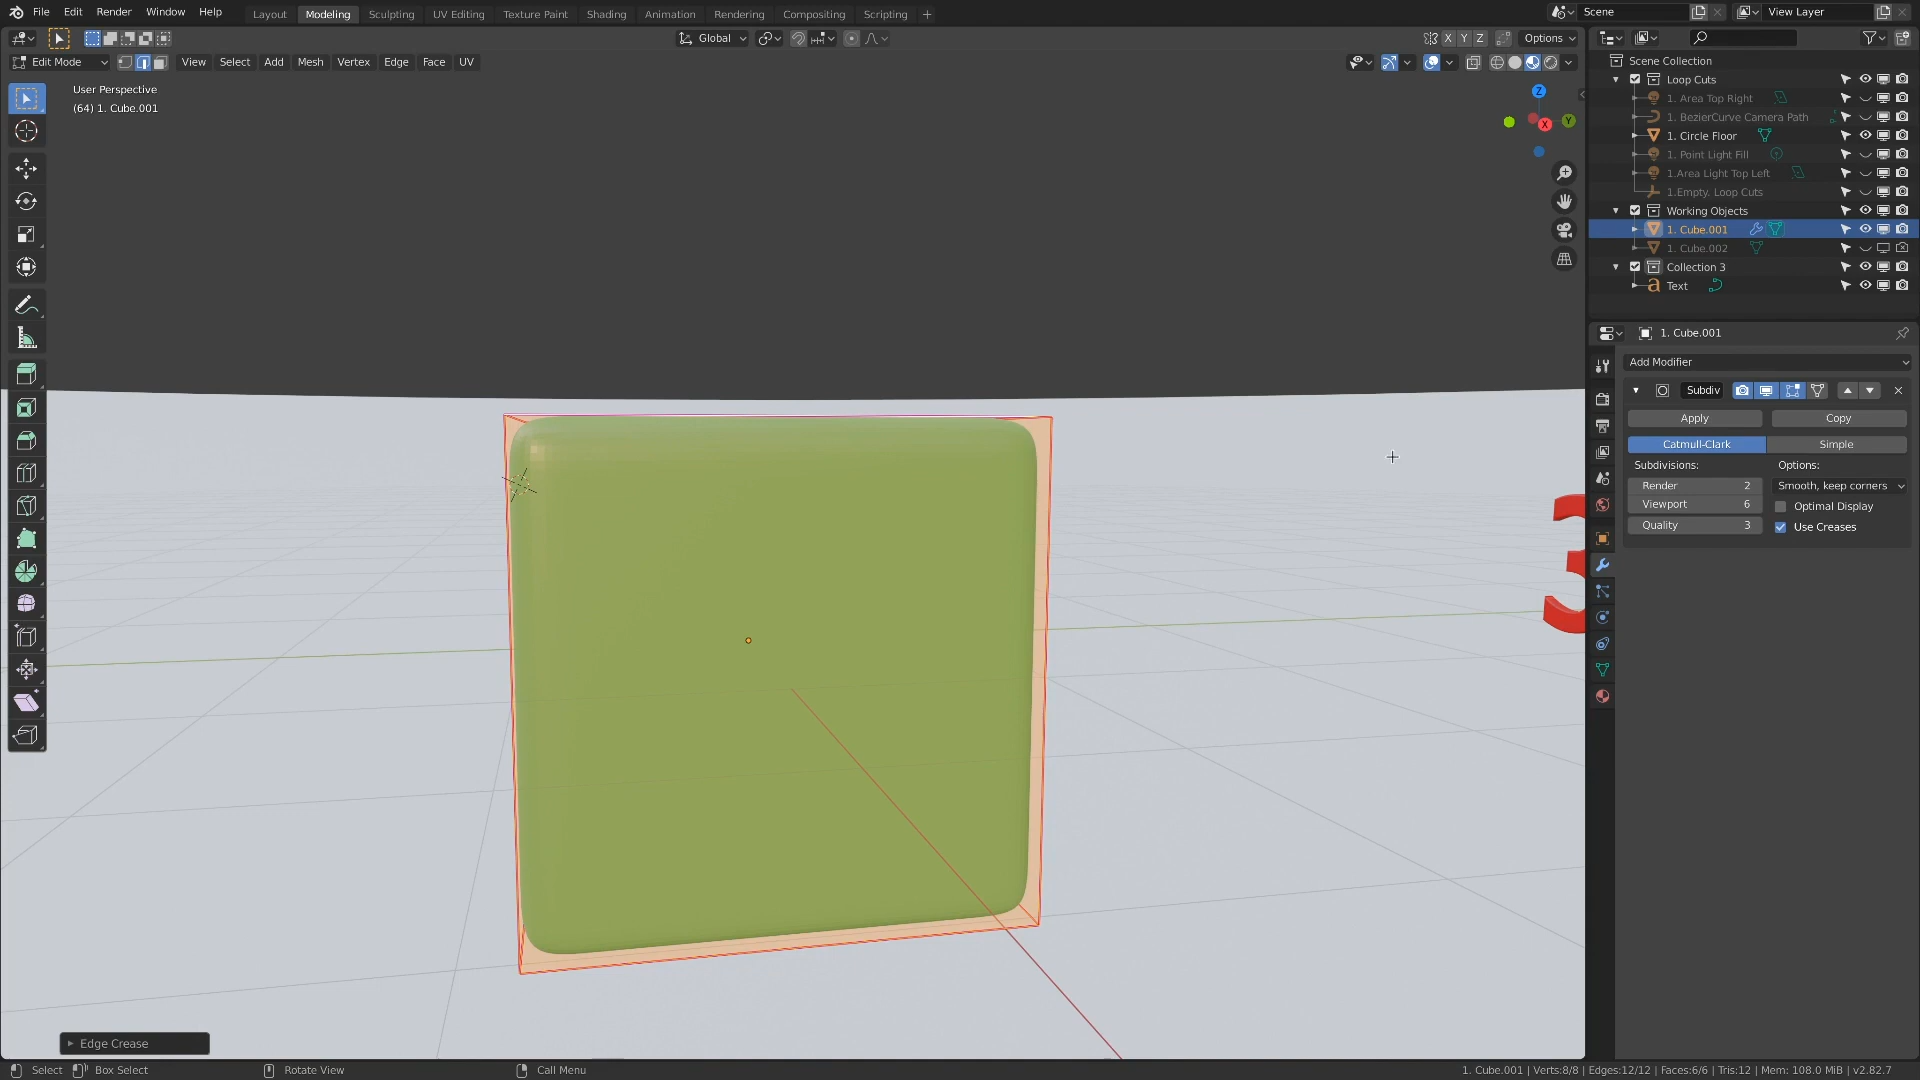 File Edit Render Window Help Layout Modeling Sculpting UV Editing Texture Paint Shading Animation Rendering Compositing Scripting + Scene View Layer
Global X Y Z Options
Edit Mode View Select Add Mesh Vertex Edge Face UV
User Perspective
(64) 1. Cube.001
Z
X
Y
3
Edge Crease
Scene Collection
Loop Cuts
1. Area Top Right
1. BezierCurve Camera Path
1. Circle Floor
1. Point Light Fill
1.Area Light Top Left
1.Empty. Loop Cuts
Working Objects
1. Cube.001
1. Cube.002
Collection 3
a Text
1. Cube.001
Add Modifier
Subdiv
Apply Copy
Catmull-Clark Simple
Subdivisions: Options:
Render 2 Smooth, keep corners
Viewport 6 Optimal Display
Quality 3 Use Creases
Select Box Select Rotate View Call Menu 1. Cube.001 | Verts:8/8 | Edges:12/12 | Faces:6/6 | Tris:12 | Mem: 108.0 MiB | v2.82.7